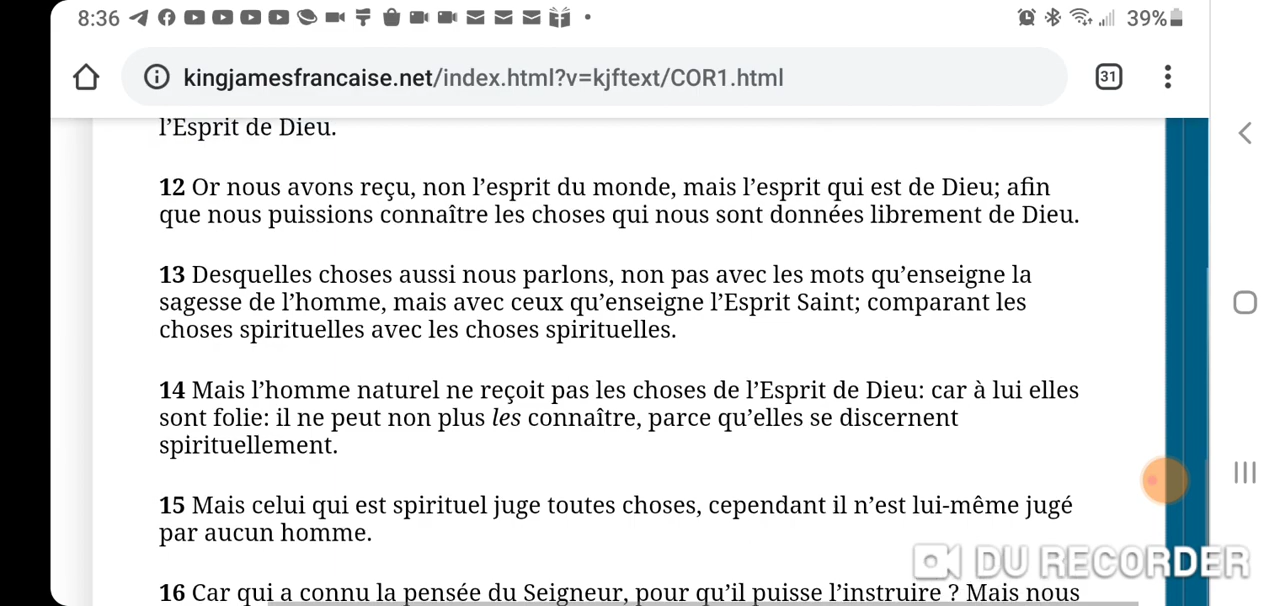 8:36
39%
kingjamesfrancaise.net/index.html?v=kjftext/COR1.html
31
l’Esprit de Dieu.
12 Or nous avons reçu, non l’esprit du monde, mais l’esprit qui est de Dieu; afin
que nous puissions connaître les choses qui nous sont données librement de Dieu.
13 Desquelles choses aussi nous parlons, non pas avec les mots qu’enseigne la
sagesse de l’homme, mais avec ceux qu’enseigne l’Esprit Saint; comparant les
choses spirituelles avec les choses spirituelles.
14 Mais l’homme naturel ne reçoit pas les choses de l’Esprit de Dieu: car à lui elles
sont folie: il ne peut non plus les connaître, parce qu’elles se discernent
spirituellement.
15 Mais celui qui est spirituel juge toutes choses, cependant il n’est lui-même jugé
par aucun homme.
DU RECORDER
16 Car qui a connu la pensée du Seigneur, pour qu’il puisse l’instruire ? Mais nous